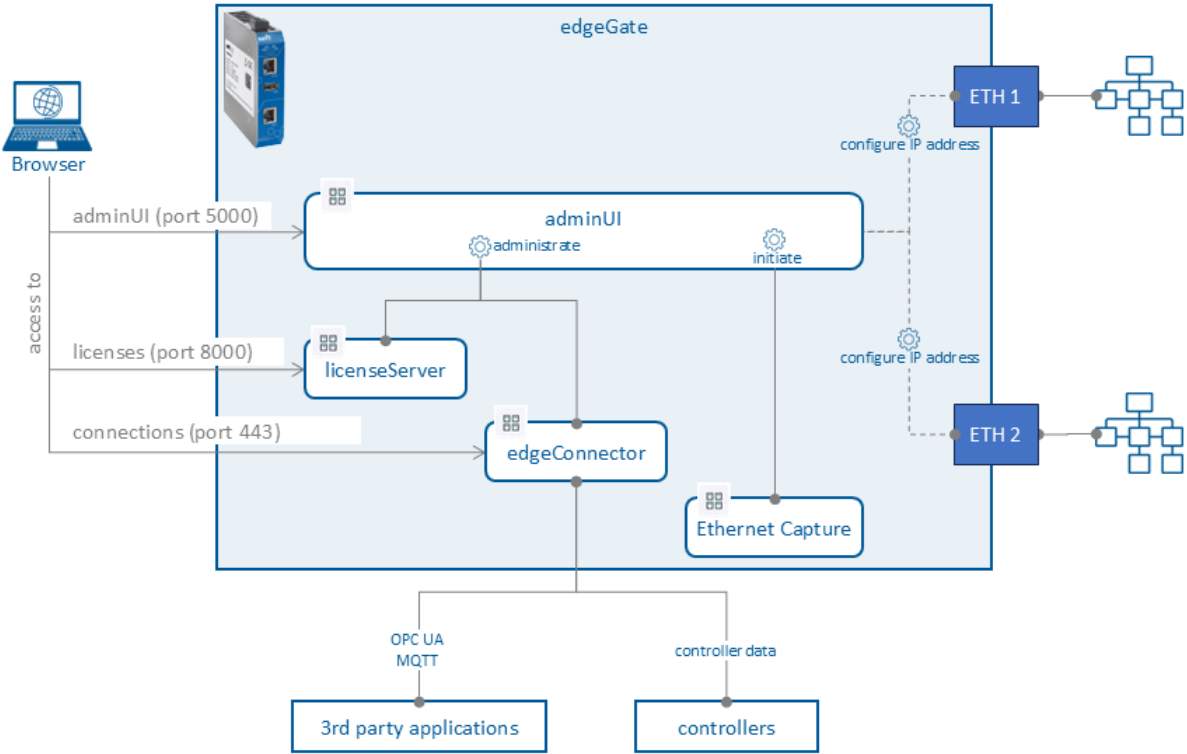 edgeGate
ETH 1
configure IP address
Browser
adminUI (port 5000)
adminUI
administrate
initiate
access to
licenses (port 8000)
licenseServer
configure IP address
connections (port 443)
edgeConnector
ETH 2
Ethernet Capture
OPC UA
MQTT
controller data
3rd party applications
controllers